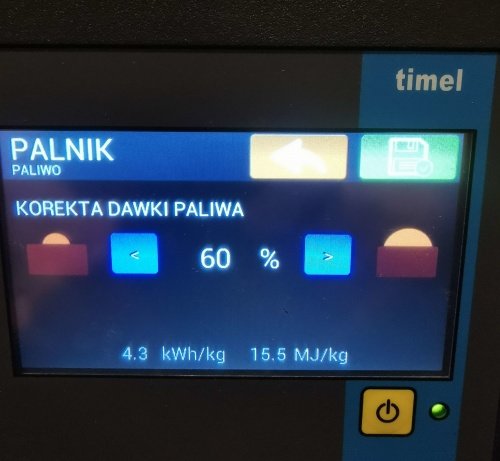 timel
PALNIK
PALIWO
KOREKTA DAWKI PALIWA
< 60 % >
4.3 kWh/kg 15.5 MJ/kg